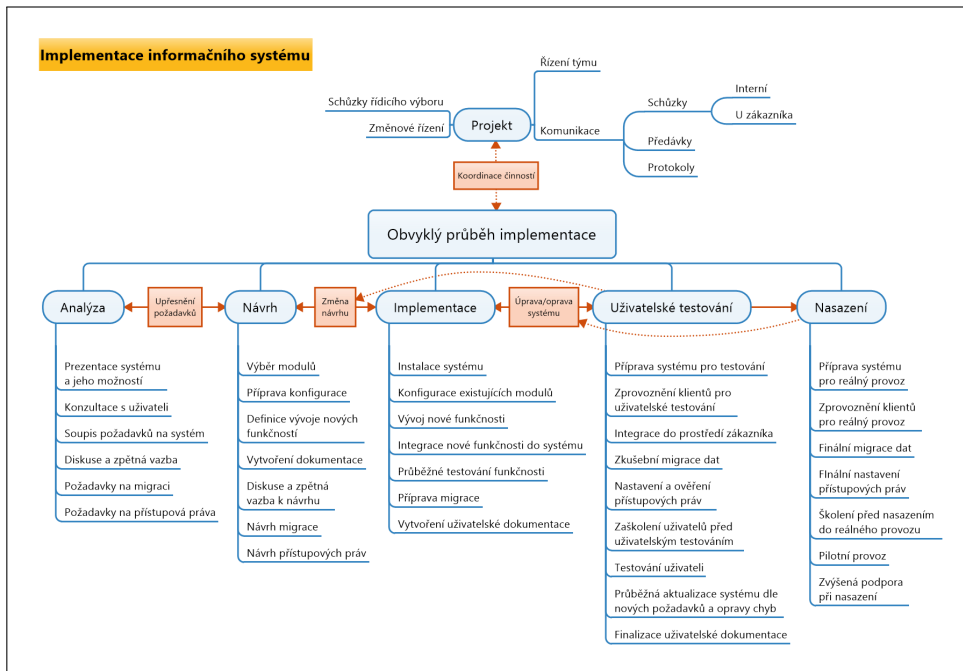 Implementace informačního systému
Řízení týmu
Interní
Schůzky řídicího výboru
Schůzky
U zákazníka
Projekt
Změnové řízení
Komunikace
Předávky
Protokoly
Koordinace činností
Obvyklý průběh implementace
Analýza
Upřesnění
požadavků
Návrh
Změna
návrhu
Implementace
Úprava/oprava
systému
Uživatelské testování
Nasazení
Prezentace systému
a jeho možností
Konzultace s uživateli
Soupis požadavků na systém
Diskuse a zpětná vazba
Požadavky na migraci
Požadavky na přístupová práva
Výběr modulů
Příprava konfigurace
Definice vývoje nových
funkčností
Vytvoření dokumentace
Diskuse a zpětná
vazba k návrhu
Návrh migrace
Návrh přístupových práv
Instalace systému
Konfigurace existujících modulů
Vývoj nové funkčnosti
Integrace nové funkčnosti do systému
Průběžné testování funkčnosti
Příprava migrace
Vytvoření uživatelské dokumentace
Příprava systému pro testování
Zprovoznění klientů pro
uživatelské testování
Integrace do prostředí zákazníka
Zkušební migrace dat
Nastavení a ověření
přístupových práv
Zaškolení uživatelů před
uživatelským testováním
Testování uživateli
Průběžná aktualizace systému dle
nových požadavků a opravy chyb
Finalizace uživatelské dokumentace
Příprava systému
pro reálný provoz
Zprovoznění klientů
pro reálný provoz
Finální migrace dat
FInální nastavení
přístupových práv
Školení před nasazením
do reálného provozu
Pilotní provoz
Zvýšená podpora
při nasazení